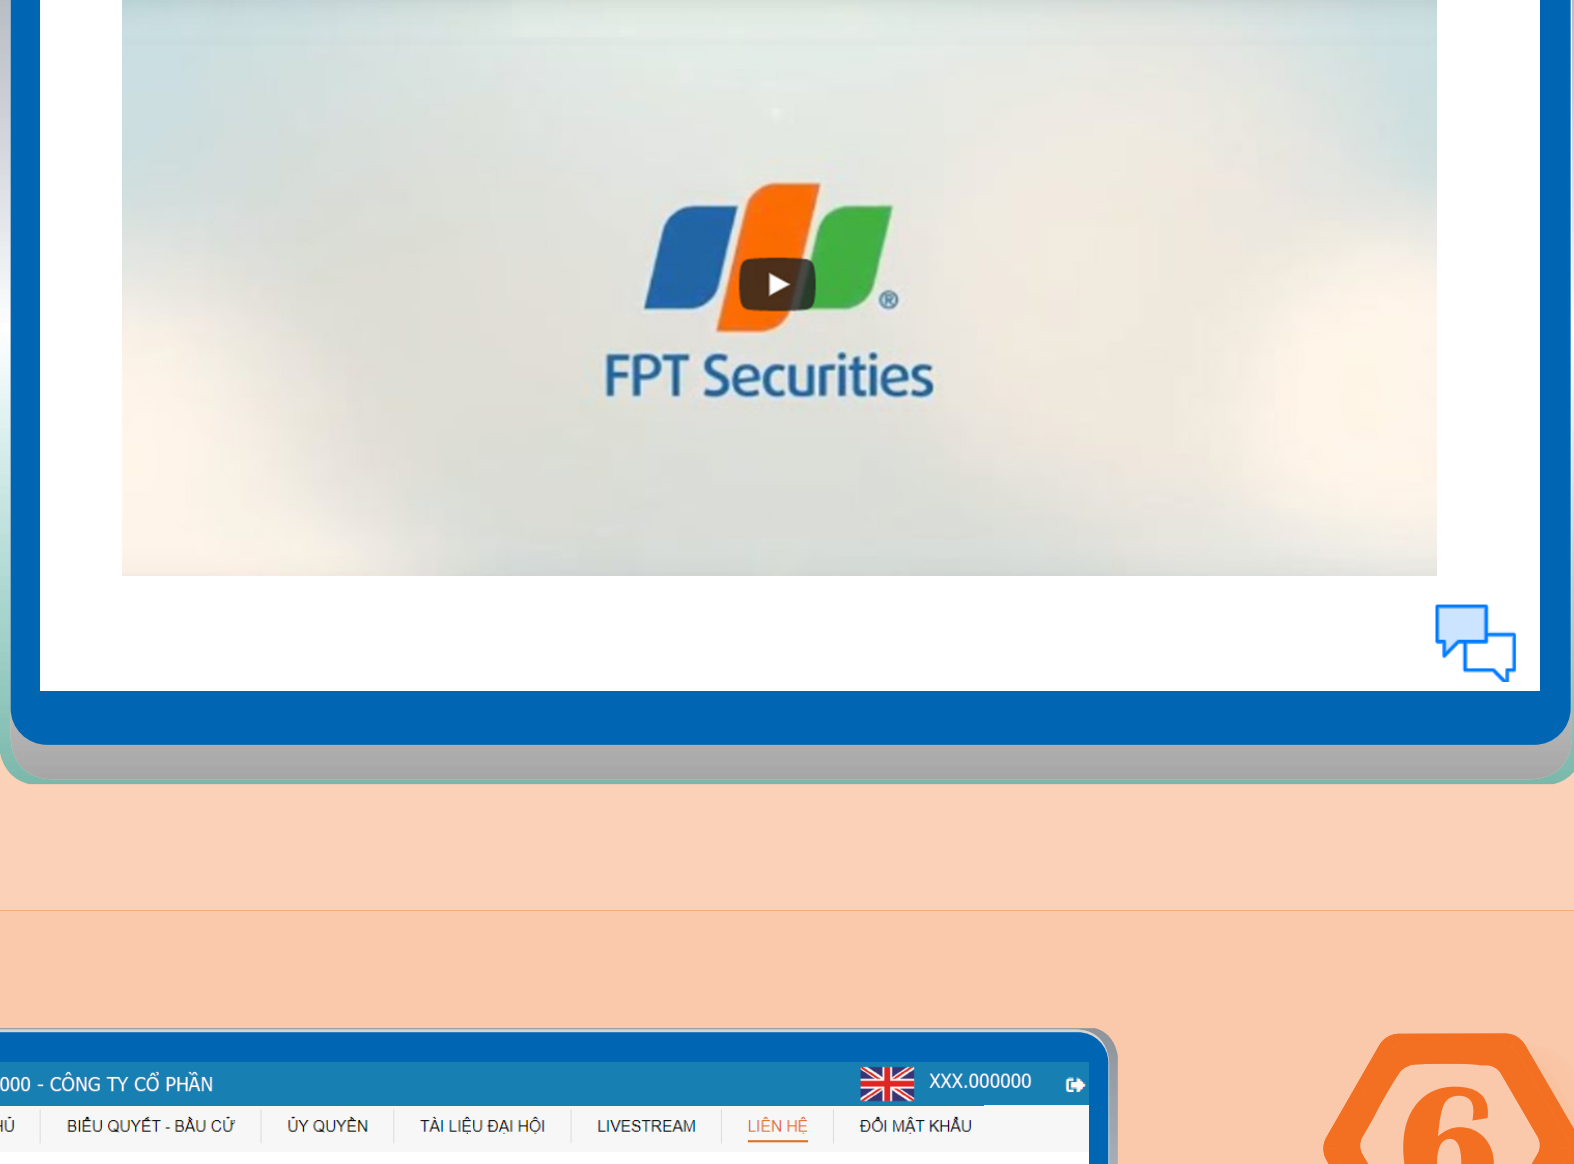 ®
FPT Securities
000 - CÔNG TY CỔ PHẦN
XXX.000000
HỦ
BIỂU QUYẾT - BẦU CỬ
ỦY QUYỀN
TÀI LIỆU ĐẠI HỘI
LIVESTREAM
LIÊN HỆ
ĐỔI MẬT KHẨU
6